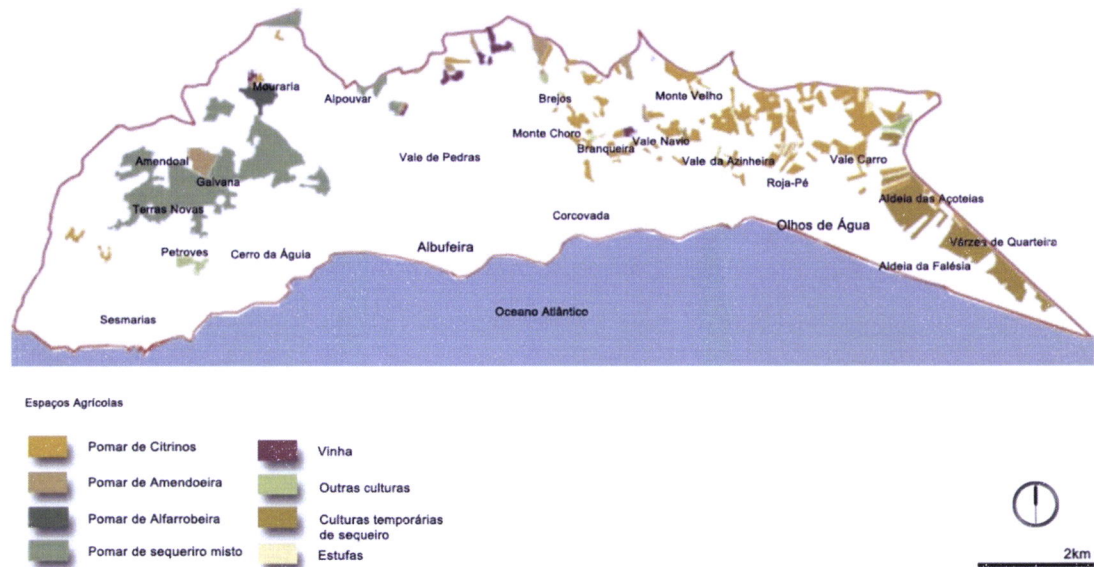 Mouraria
Alpouvar
Brejos
Monte Velho
Monte Choro
Branqueira
Vale Navio
Vale de Pedras
Amendoal
Galvana
Vale da Azinheira
Vale Carro
Roja-Pé
Terras Novas
Aldeia das Açoteias
Corcovada
Olhos de Água
Petroves
Cerro da Águia
Albufeira
Várzes de Quarteira
Aldeia da Falésia
Oceano Atlântico
Sesmarias
Espaços Agrícolas
Pomar de Citrinos
Pomar de Amendoeira
Pomar de Alfarrobeira
Pomar de sequeriro misto
Vinha
Outras culturas
Culturas temporárias
de sequeiro
Estufas
2km